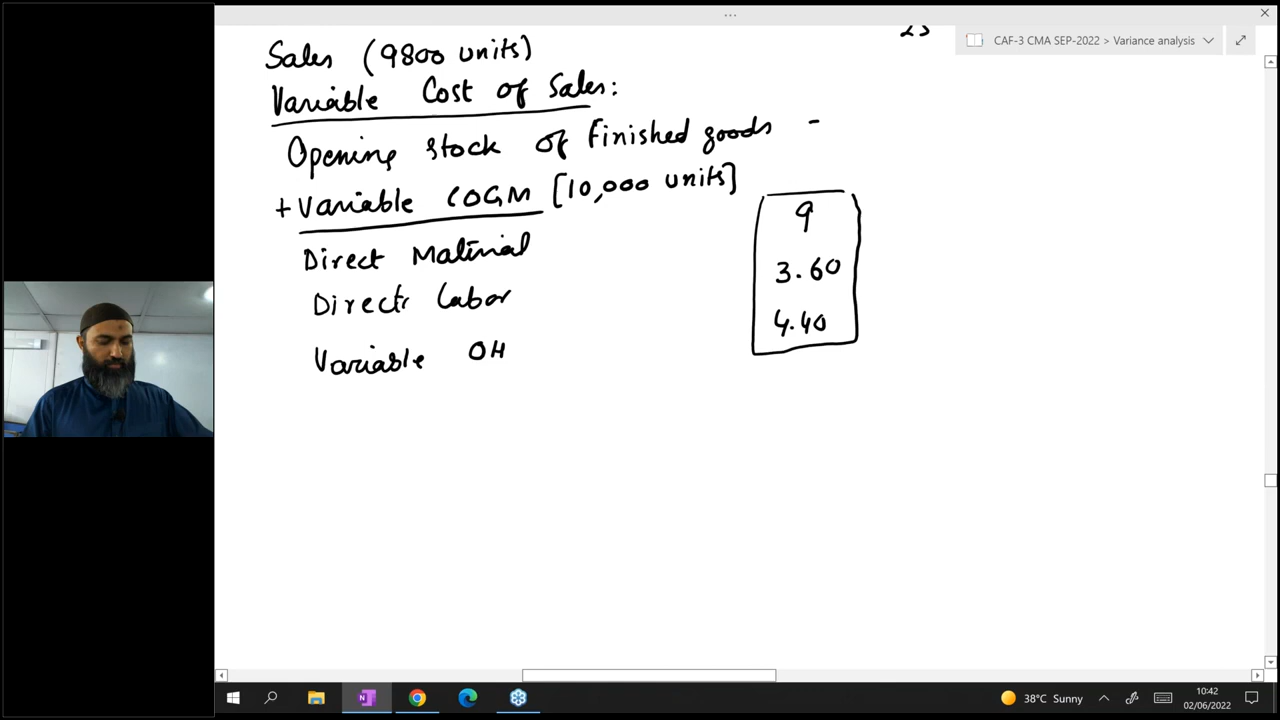 CAF-3 CMA SEP-2022 > Variance analysis
Sales (9800 units)
Variable Cost of Sales:
Opening stock of Finished goods -
+ Variable COGM [10,000 units]
Direct Material 9
Direct Labor 3.60
Variable OH 4.40
38°C Sunny
10:42
02/06/2022